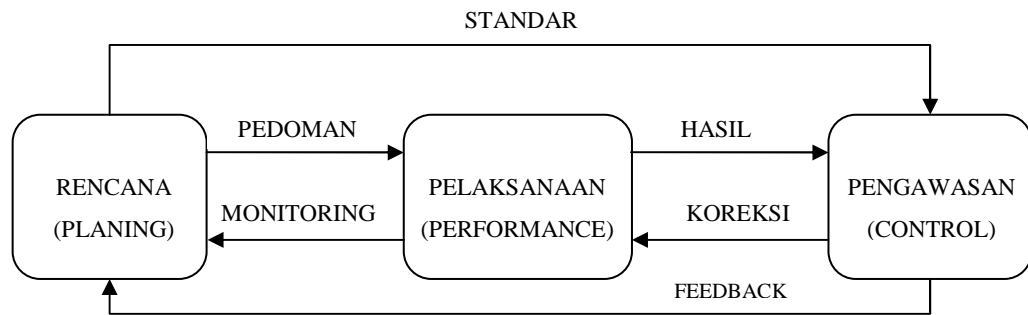 STANDAR
PEDOMAN
HASIL
RENCANA
(PLANING)
PELAKSANAAN
(PERFORMANCE)
PENGAWASAN
(CONTROL)
MONITORING
KOREKSI
FEEDBACK